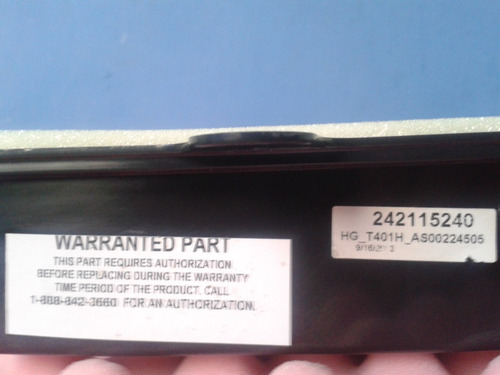 WARRANTED PART
THIS PART REQUIRES AUTHORIZATION
BEFORE REPLACING DURING THE WARRANTY
TIME PERIOD OF THE PRODUCT. CALL
1-888-842-3660 FOR AN AUTHORIZATION.
242115240
HG_T401H_AS00224505